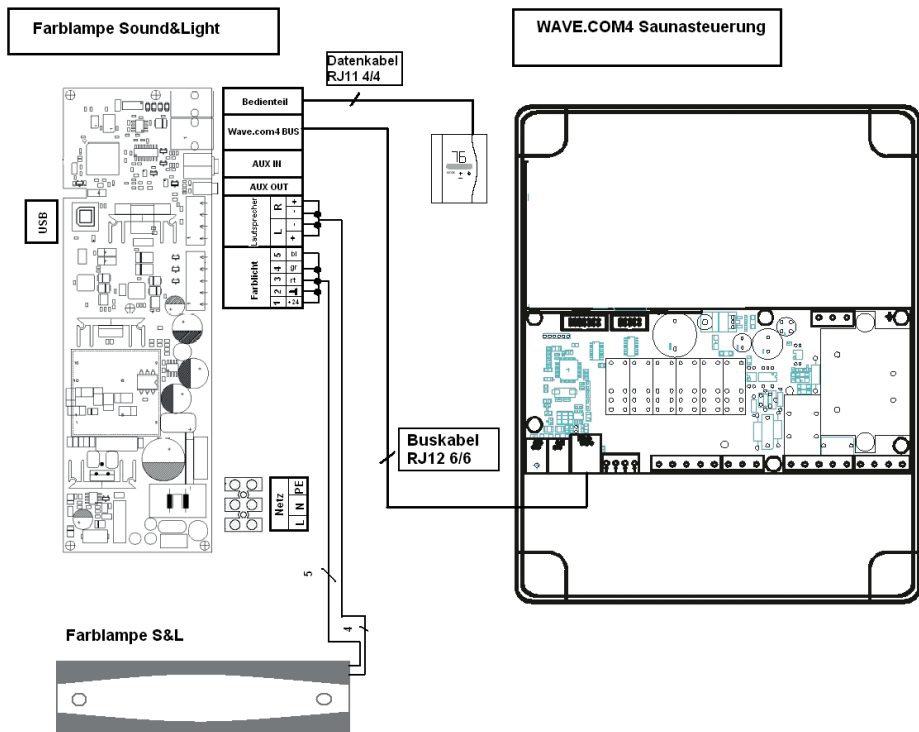 Farblampe Sound&Light
WAVE.COM4 Saunasteuerung
Datenkabel
RJ11 4/4
Bedienteil
Wave.com4 BUS
AUX IN
AUX OUT
USB
Lautsprecher
L R
+
-
-
+
Farblicht
5 bl
4 gr
3 rt
2
1 +24
76
Buskabel
RJ12 6/6
Netz
L N PE
5
4
Farblampe S&L